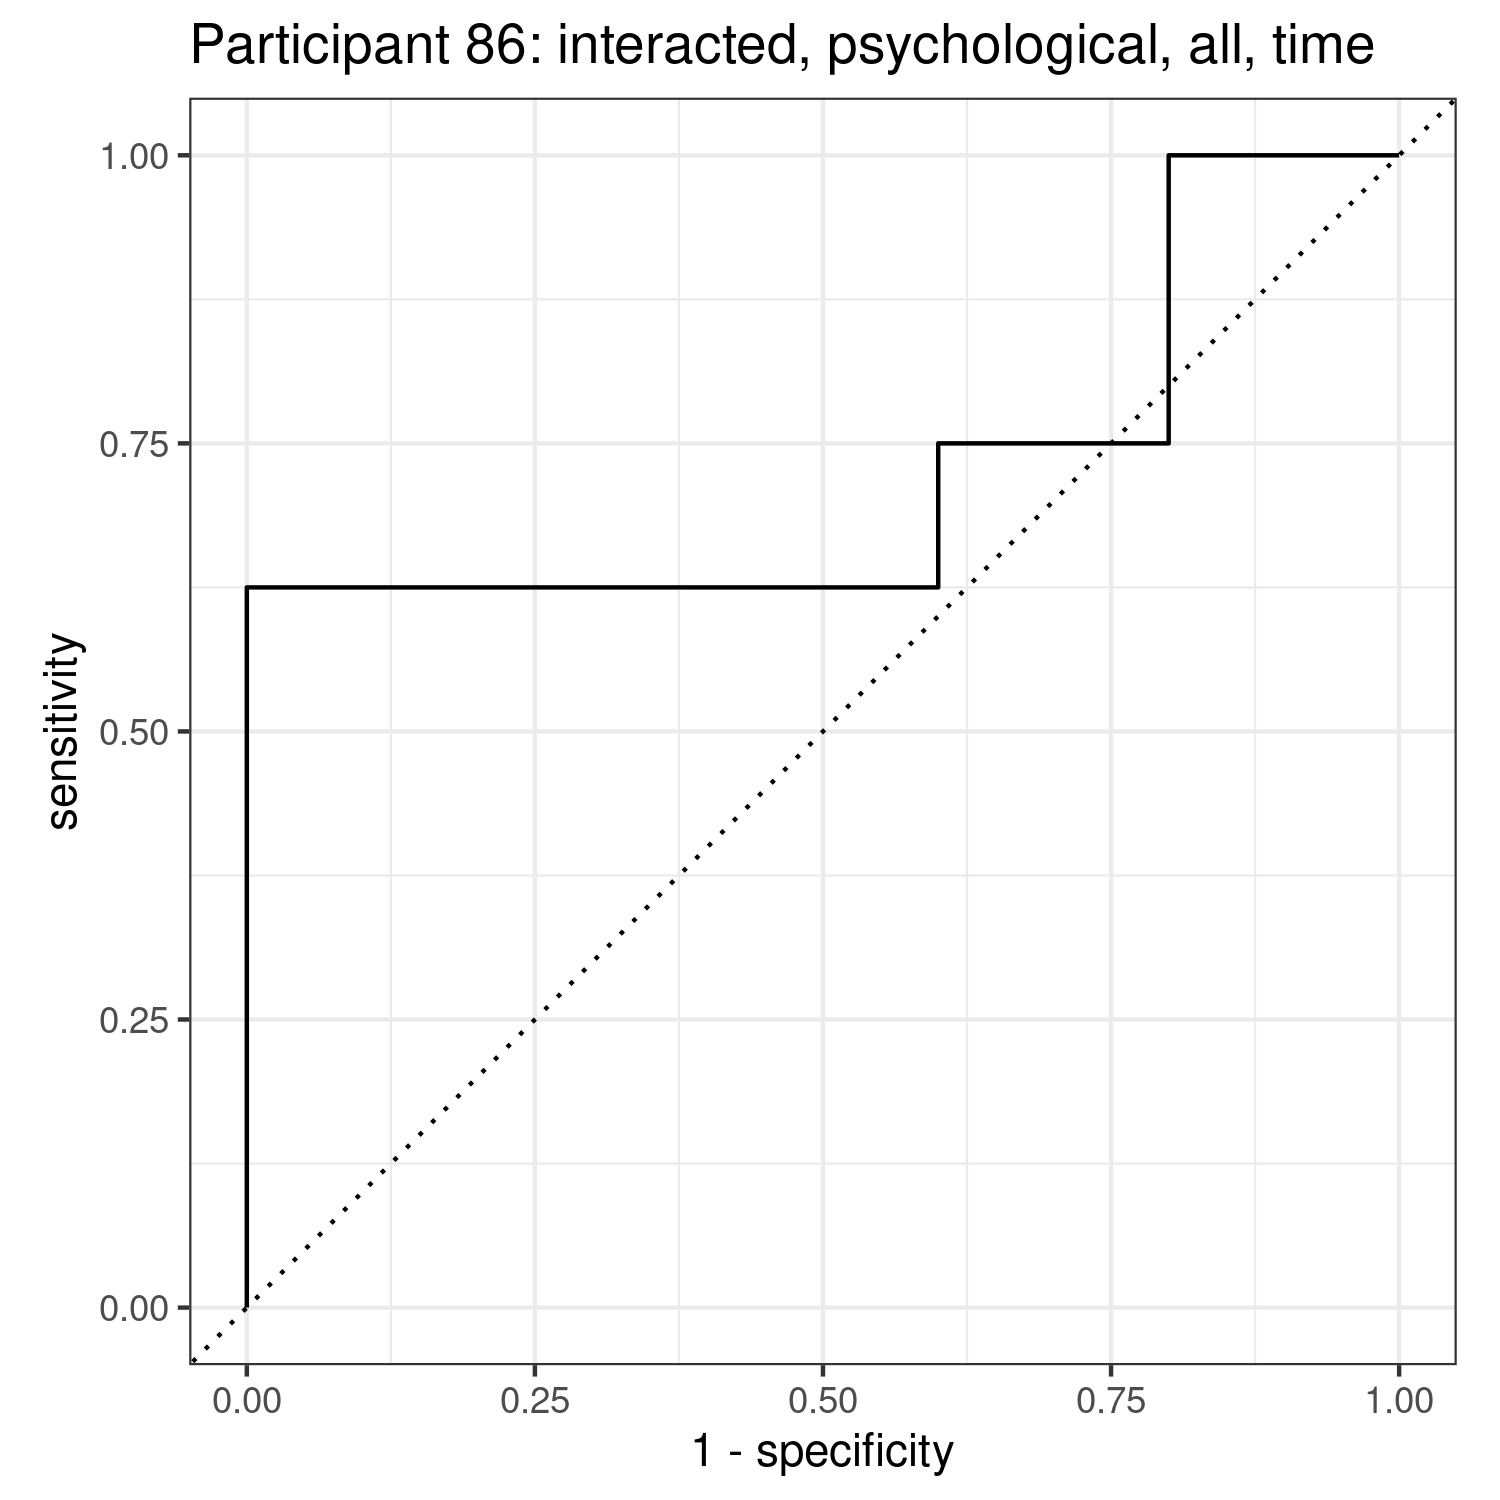 Participant 86: interacted, psychological, all, time
1.00
0.75
0.50
0.25
0.00
sensitivity
0.00 0.25 0.50 0.75 1.00
1 - specificity